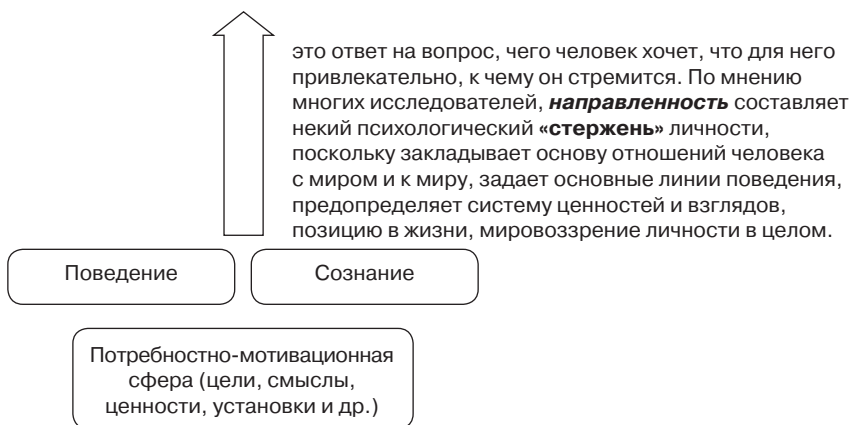 это ответ на вопрос, чего человек хочет, что для него
привлекательно, к чему он стремится. По мнению
многих исследователей, направленность составляет
некий психологический «стержень» личности,
поскольку закладывает основу отношений человека
с миром и к миру, задает основные линии поведения,
предопределяет систему ценностей и взглядов,
позицию в жизни, мировоззрение личности в целом.
Поведение
Сознание
Потребностно-мотивационная
сфера (цели, смыслы,
ценности, установки и др.)